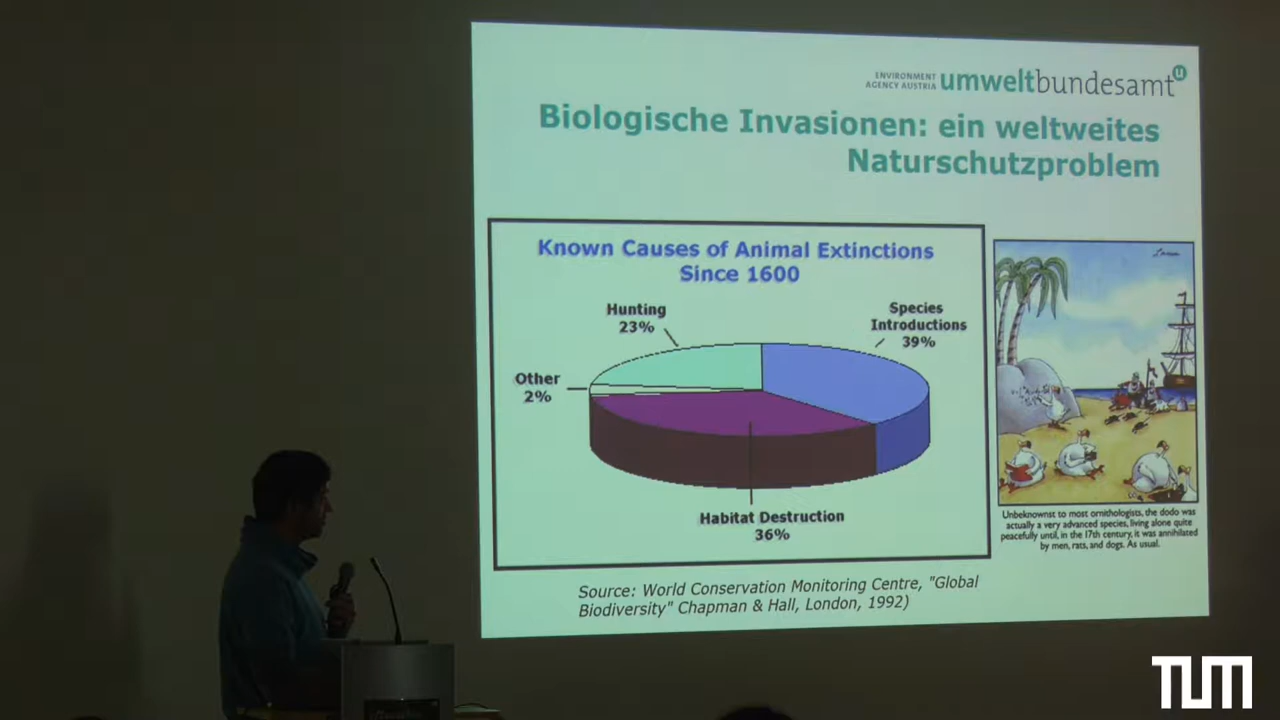 ENVIRONMENT
AGENCY AUSTRIA umweltbundesamt u
Biologische Invasionen: ein weltweites
Naturschutzproblem
Known Causes of Animal Extinctions
Since 1600
Hunting
23%
Species
Introductions
39%
Other
2%
Habitat Destruction
36%
Larson
Unbeknownst to most ornithologists, the dodo was
actually a very advanced species, living alone quite
peacefully until, in the 17th century, it was annihilated
by men, rats, and dogs. As usual.
Source: World Conservation Monitoring Centre, "Global
Biodiversity" Chapman & Hall, London, 1992)
TUM